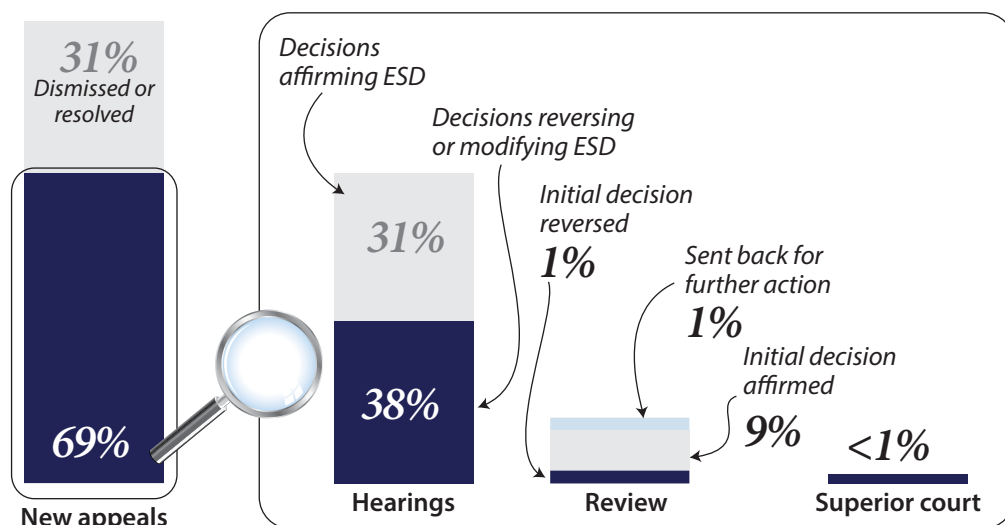 31%
Dismissed or
resolved
69%
New appeals
Decisions
affirming ESD
Decisions reversing
or modifying ESD
31%
38%
Hearings
Initial decision
reversed
1%
Sent back for
further action
1%
Initial decision
affirmed
9%
Review
<1%
Superior court